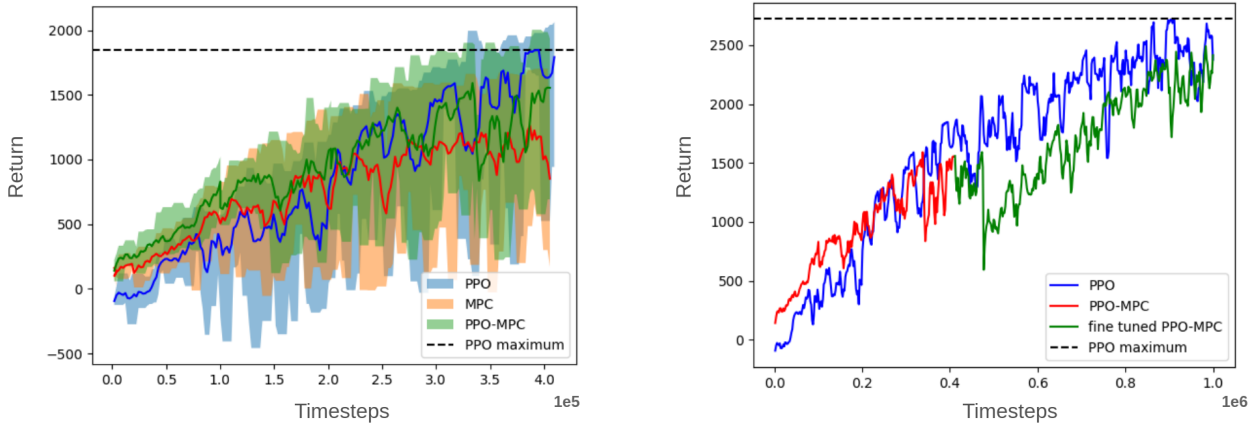 2000
1500
1000
500
0
−500
Return
0.0 0.5 1.0 1.5 2.0 2.5 3.0 3.5 4.0
1e5
Timesteps
PPO
MPC
PPO-MPC
PPO maximum
2500
2000
1500
1000
500
0
Return
0.0 0.2 0.4 0.6 0.8 1.0
1e6
Timesteps
PPO
PPO-MPC
fine tuned PPO-MPC
PPO maximum